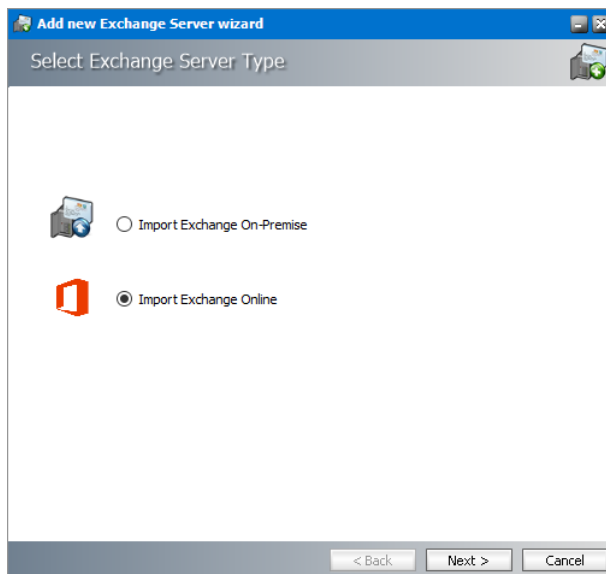 Add new Exchange Server wizard
Select Exchange Server Type
Import Exchange On-Premise
Import Exchange Online
< Back
Next >
Cancel